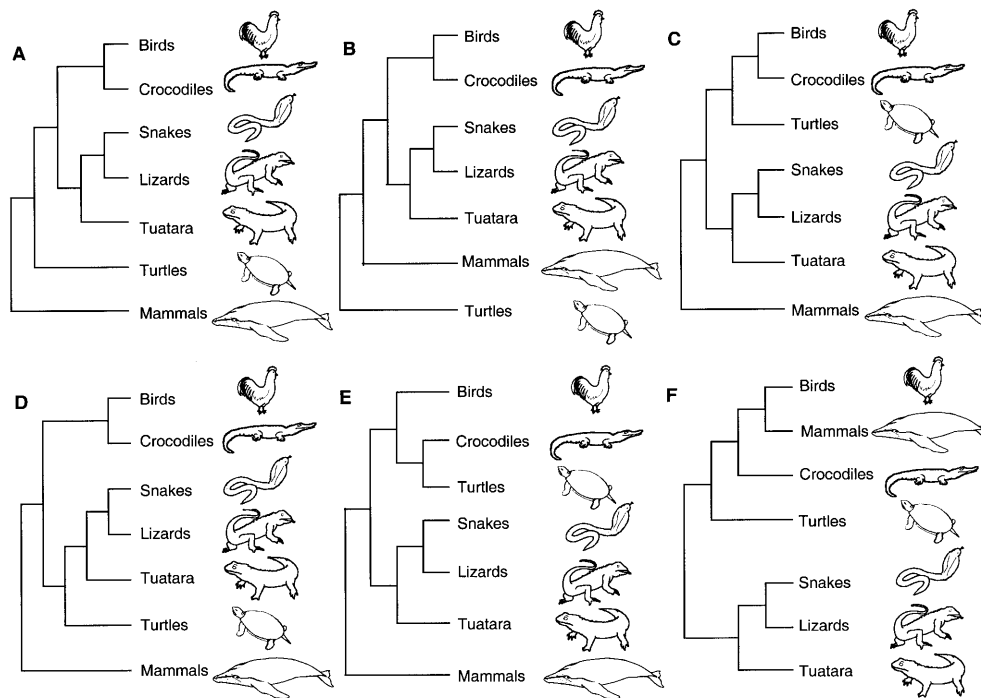 A
Birds
Crocodiles
Snakes
Lizards
Tuatara
Turtles
Mammals
B
Birds
Crocodiles
Snakes
Lizards
Tuatara
Mammals
Turtles
C
Birds
Crocodiles
Turtles
Snakes
Lizards
Tuatara
Mammals
D
Birds
Crocodiles
Snakes
Lizards
Tuatara
Turtles
Mammals
E
Birds
Crocodiles
Turtles
Snakes
Lizards
Tuatara
Mammals
F
Birds
Mammals
Crocodiles
Turtles
Snakes
Lizards
Tuatara